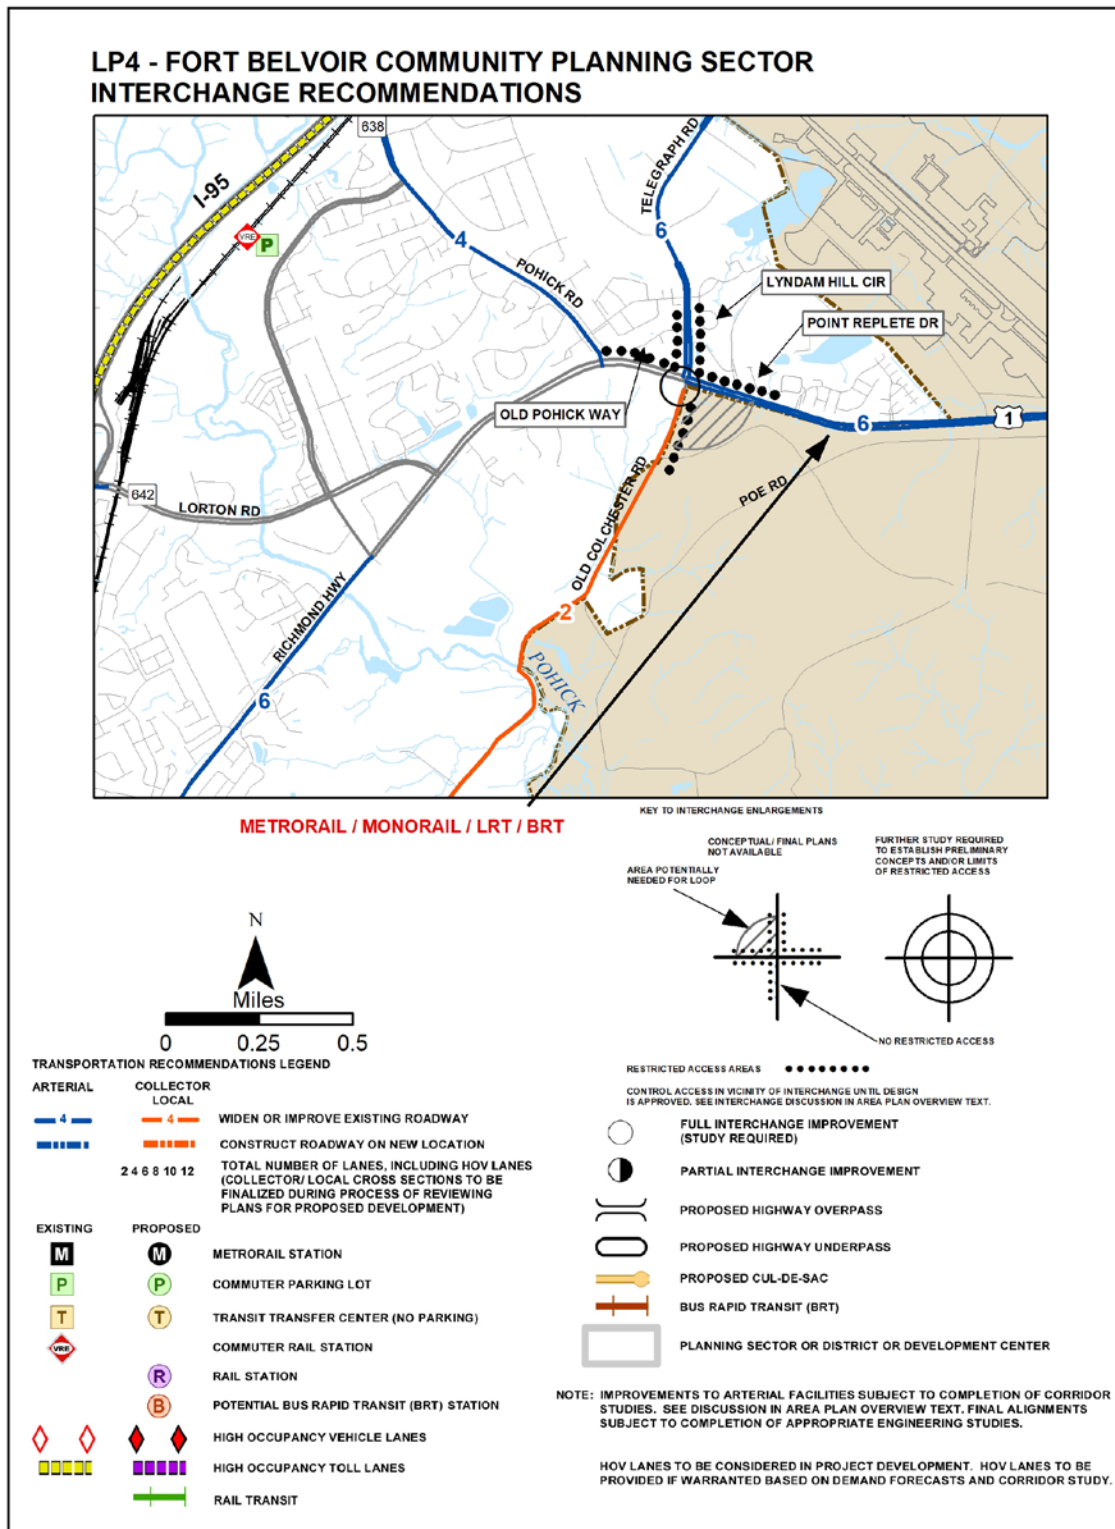 LP4 - FORT BELVOIR COMMUNITY PLANNING SECTOR
INTERCHANGE RECOMMENDATIONS
638
I-95
TELEGRAPH RD
VRE
P
4
6
POHICK RD
LYNDAM HILL CIR
POINT REPLETE DR
OLD POHICK WAY
6
1
642
LORTON RD
POE RD
OLD COLCHESTER RD
RICHMOND HWY
2
POHICK
6
METRORAIL / MONORAIL / LRT / BRT
KEY TO INTERCHANGE ENLARGEMENTS
CONCEPTUAL/ FINAL PLANS
NOT AVAILABLE
FURTHER STUDY REQUIRED
TO ESTABLISH PRELIMINARY
CONCEPTS AND/OR LIMITS
OF RESTRICTED ACCESS
AREA POTENTIALLY
NEEDED FOR LOOP
NO RESTRICTED ACCESS
N
Miles
0 0.25 0.5
TRANSPORTATION RECOMMENDATIONS LEGEND
ARTERIAL COLLECTOR
LOCAL
4 4 WIDEN OR IMPROVE EXISTING ROADWAY
CONSTRUCT ROADWAY ON NEW LOCATION
2 4 6 8 10 12 TOTAL NUMBER OF LANES, INCLUDING HOV LANES
(COLLECTOR/ LOCAL CROSS SECTIONS TO BE
FINALIZED DURING PROCESS OF REVIEWING
PLANS FOR PROPOSED DEVELOPMENT)
EXISTING PROPOSED
M M METRORAIL STATION
P P COMMUTER PARKING LOT
T T TRANSIT TRANSFER CENTER (NO PARKING)
VRE COMMUTER RAIL STATION
R RAIL STATION
B POTENTIAL BUS RAPID TRANSIT (BRT) STATION
HIGH OCCUPANCY VEHICLE LANES
HIGH OCCUPANCY TOLL LANES
RAIL TRANSIT
RESTRICTED ACCESS AREAS
CONTROL ACCESS IN VICINITY OF INTERCHANGE UNTIL DESIGN
IS APPROVED. SEE INTERCHANGE DISCUSSION IN AREA PLAN OVERVIEW TEXT.
FULL INTERCHANGE IMPROVEMENT
(STUDY REQUIRED)
PARTIAL INTERCHANGE IMPROVEMENT
PROPOSED HIGHWAY OVERPASS
PROPOSED HIGHWAY UNDERPASS
PROPOSED CUL-DE-SAC
BUS RAPID TRANSIT (BRT)
PLANNING SECTOR OR DISTRICT OR DEVELOPMENT CENTER
NOTE: IMPROVEMENTS TO ARTERIAL FACILITIES SUBJECT TO COMPLETION OF CORRIDOR
STUDIES. SEE DISCUSSION IN AREA PLAN OVERVIEW TEXT. FINAL ALIGNMENTS
SUBJECT TO COMPLETION OF APPROPRIATE ENGINEERING STUDIES.
HOV LANES TO BE CONSIDERED IN PROJECT DEVELOPMENT. HOV LANES TO BE
PROVIDED IF WARRANTED BASED ON DEMAND FORECASTS AND CORRIDOR STUDY.